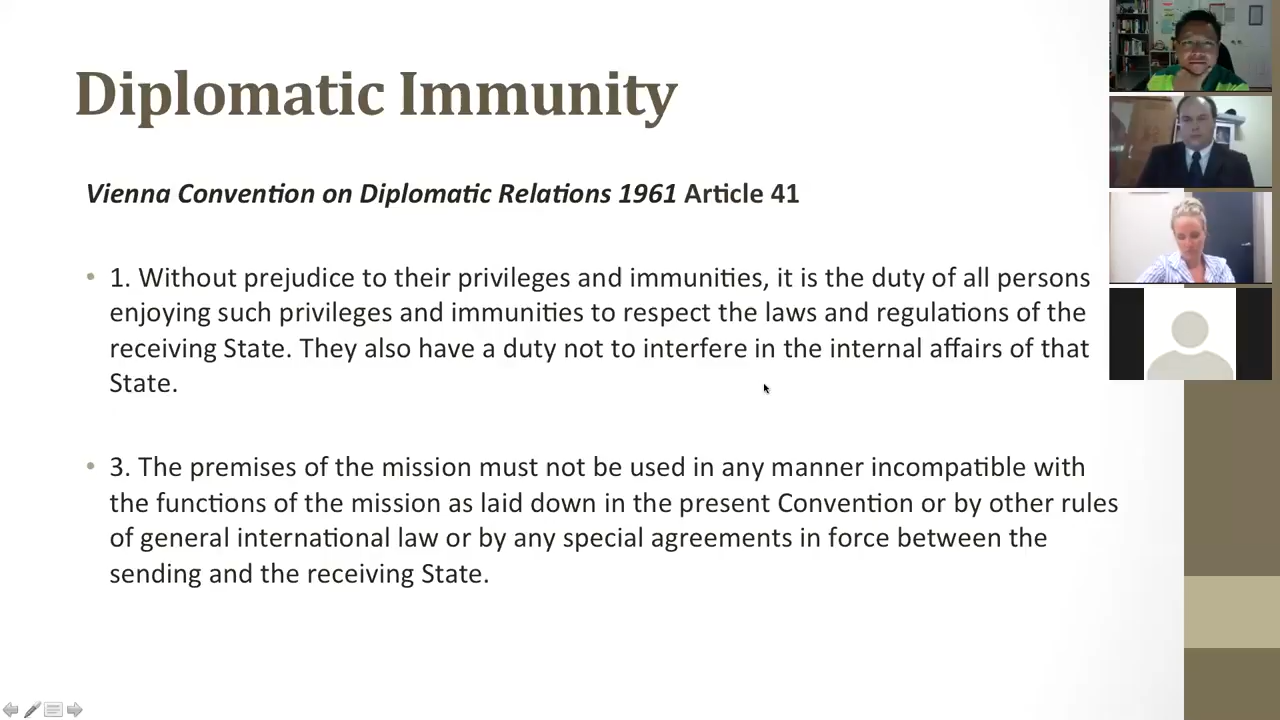 Diplomatic Immunity
Vienna Convention on Diplomatic Relations 1961 Article 41
• 1. Without prejudice to their privileges and immunities, it is the duty of all persons
enjoying such privileges and immunities to respect the laws and regulations of the
receiving State. They also have a duty not to interfere in the internal affairs of that
State.
• 3. The premises of the mission must not be used in any manner incompatible with
the functions of the mission as laid down in the present Convention or by other rules
of general international law or by any special agreements in force between the
sending and the receiving State.